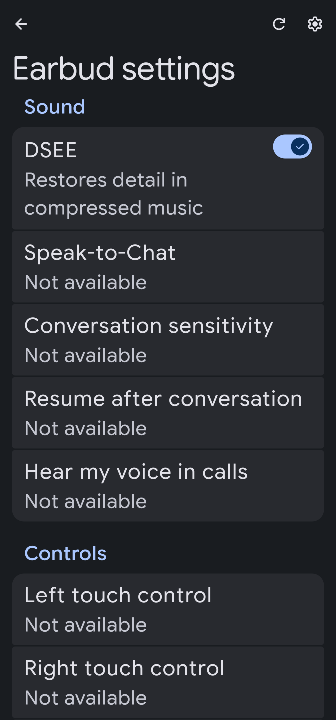 Earbud settings
Sound
DSEE
Restores detail in
compressed music
Speak-to-Chat
Not available
Conversation sensitivity
Not available
Resume after conversation
Not available
Hear my voice in calls
Not available
Controls
Left touch control
Not available
Right touch control
Not available